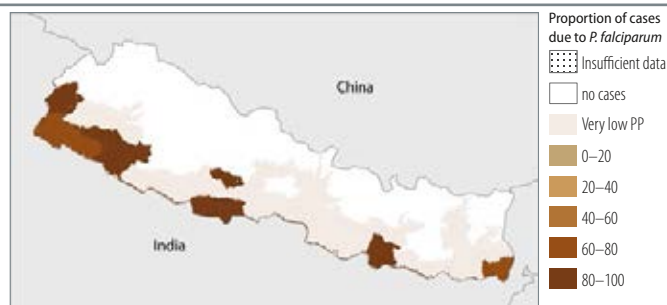 Proportion of cases
due to P. falciparum
Insufficient data
no cases
Very low PP
0–20
20–40
40–60
60–80
80–100
China
India